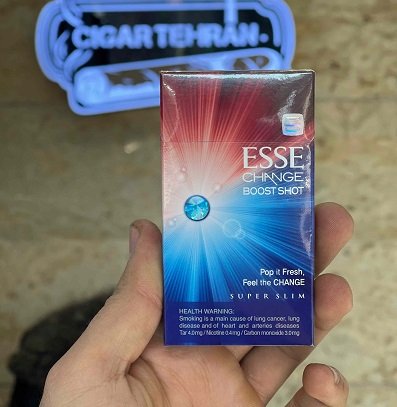 CIGARTEHRAN
ESSE
CHANGE
BOOST SHOT
Pop it Fresh,
Feel the CHANGE
SUPER SLIM
HEALTH WARNING:
Smoking is a main cause of lung cancer, lung
disease and of heart and arteries diseases
Tar 4.0mg / Nicotine 0.4mg / Carbon monoxide 3.0mg